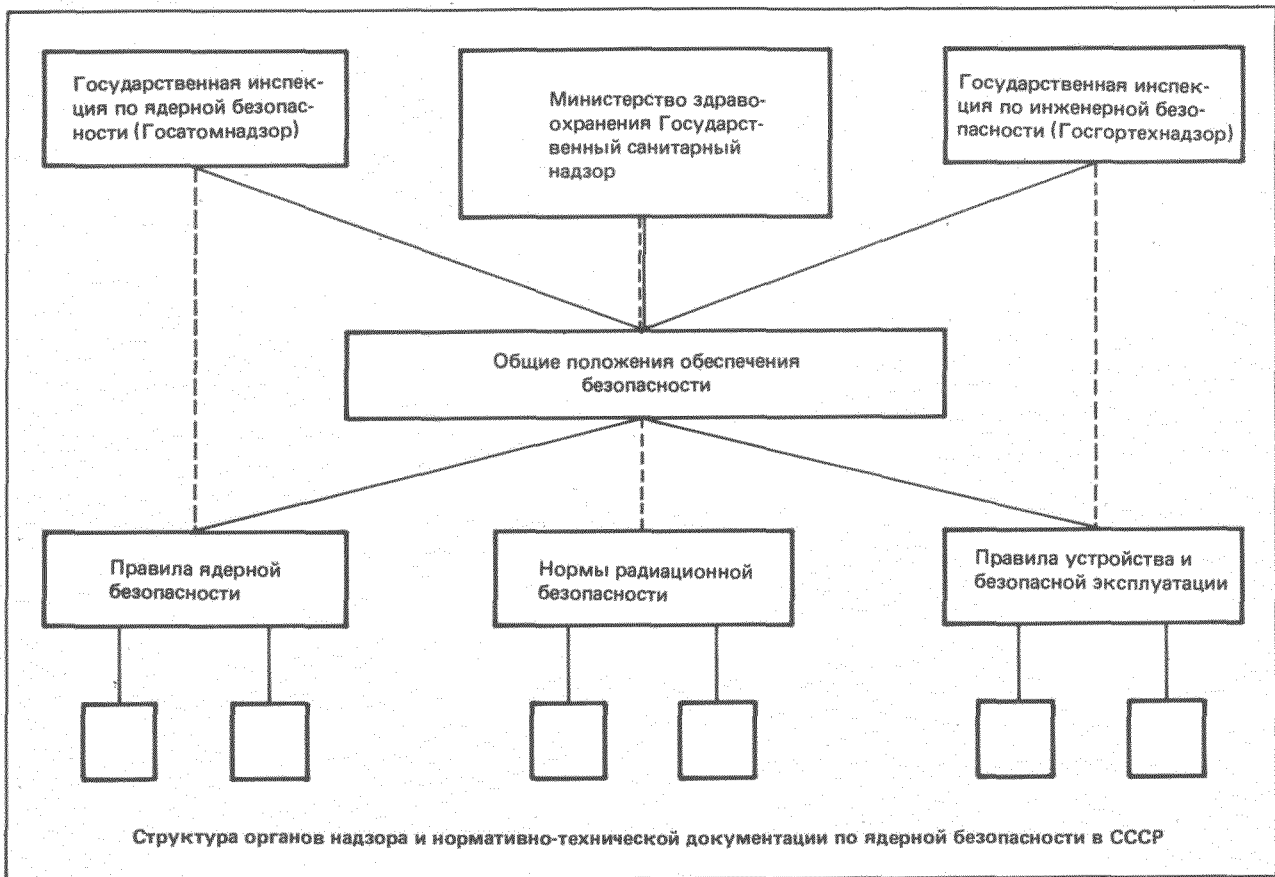 Государственная инспек-
ция по ядерной безопас-
ности (Госатомнадзор)
Министерство здраво-
охранения Государст-
венный санитарный
надзор
Государственная инспек-
ция по инженерной безо-
пасности (Госгортехнадзор)
Общие положения обеспечения
безопасности
Правила ядерной
безопасности
Нормы радиационной
безопасности
Правила устройства и
безопасной эксплуатации
Структура органов надзора и нормативно-технической документации по ядерной безопасности в СССР